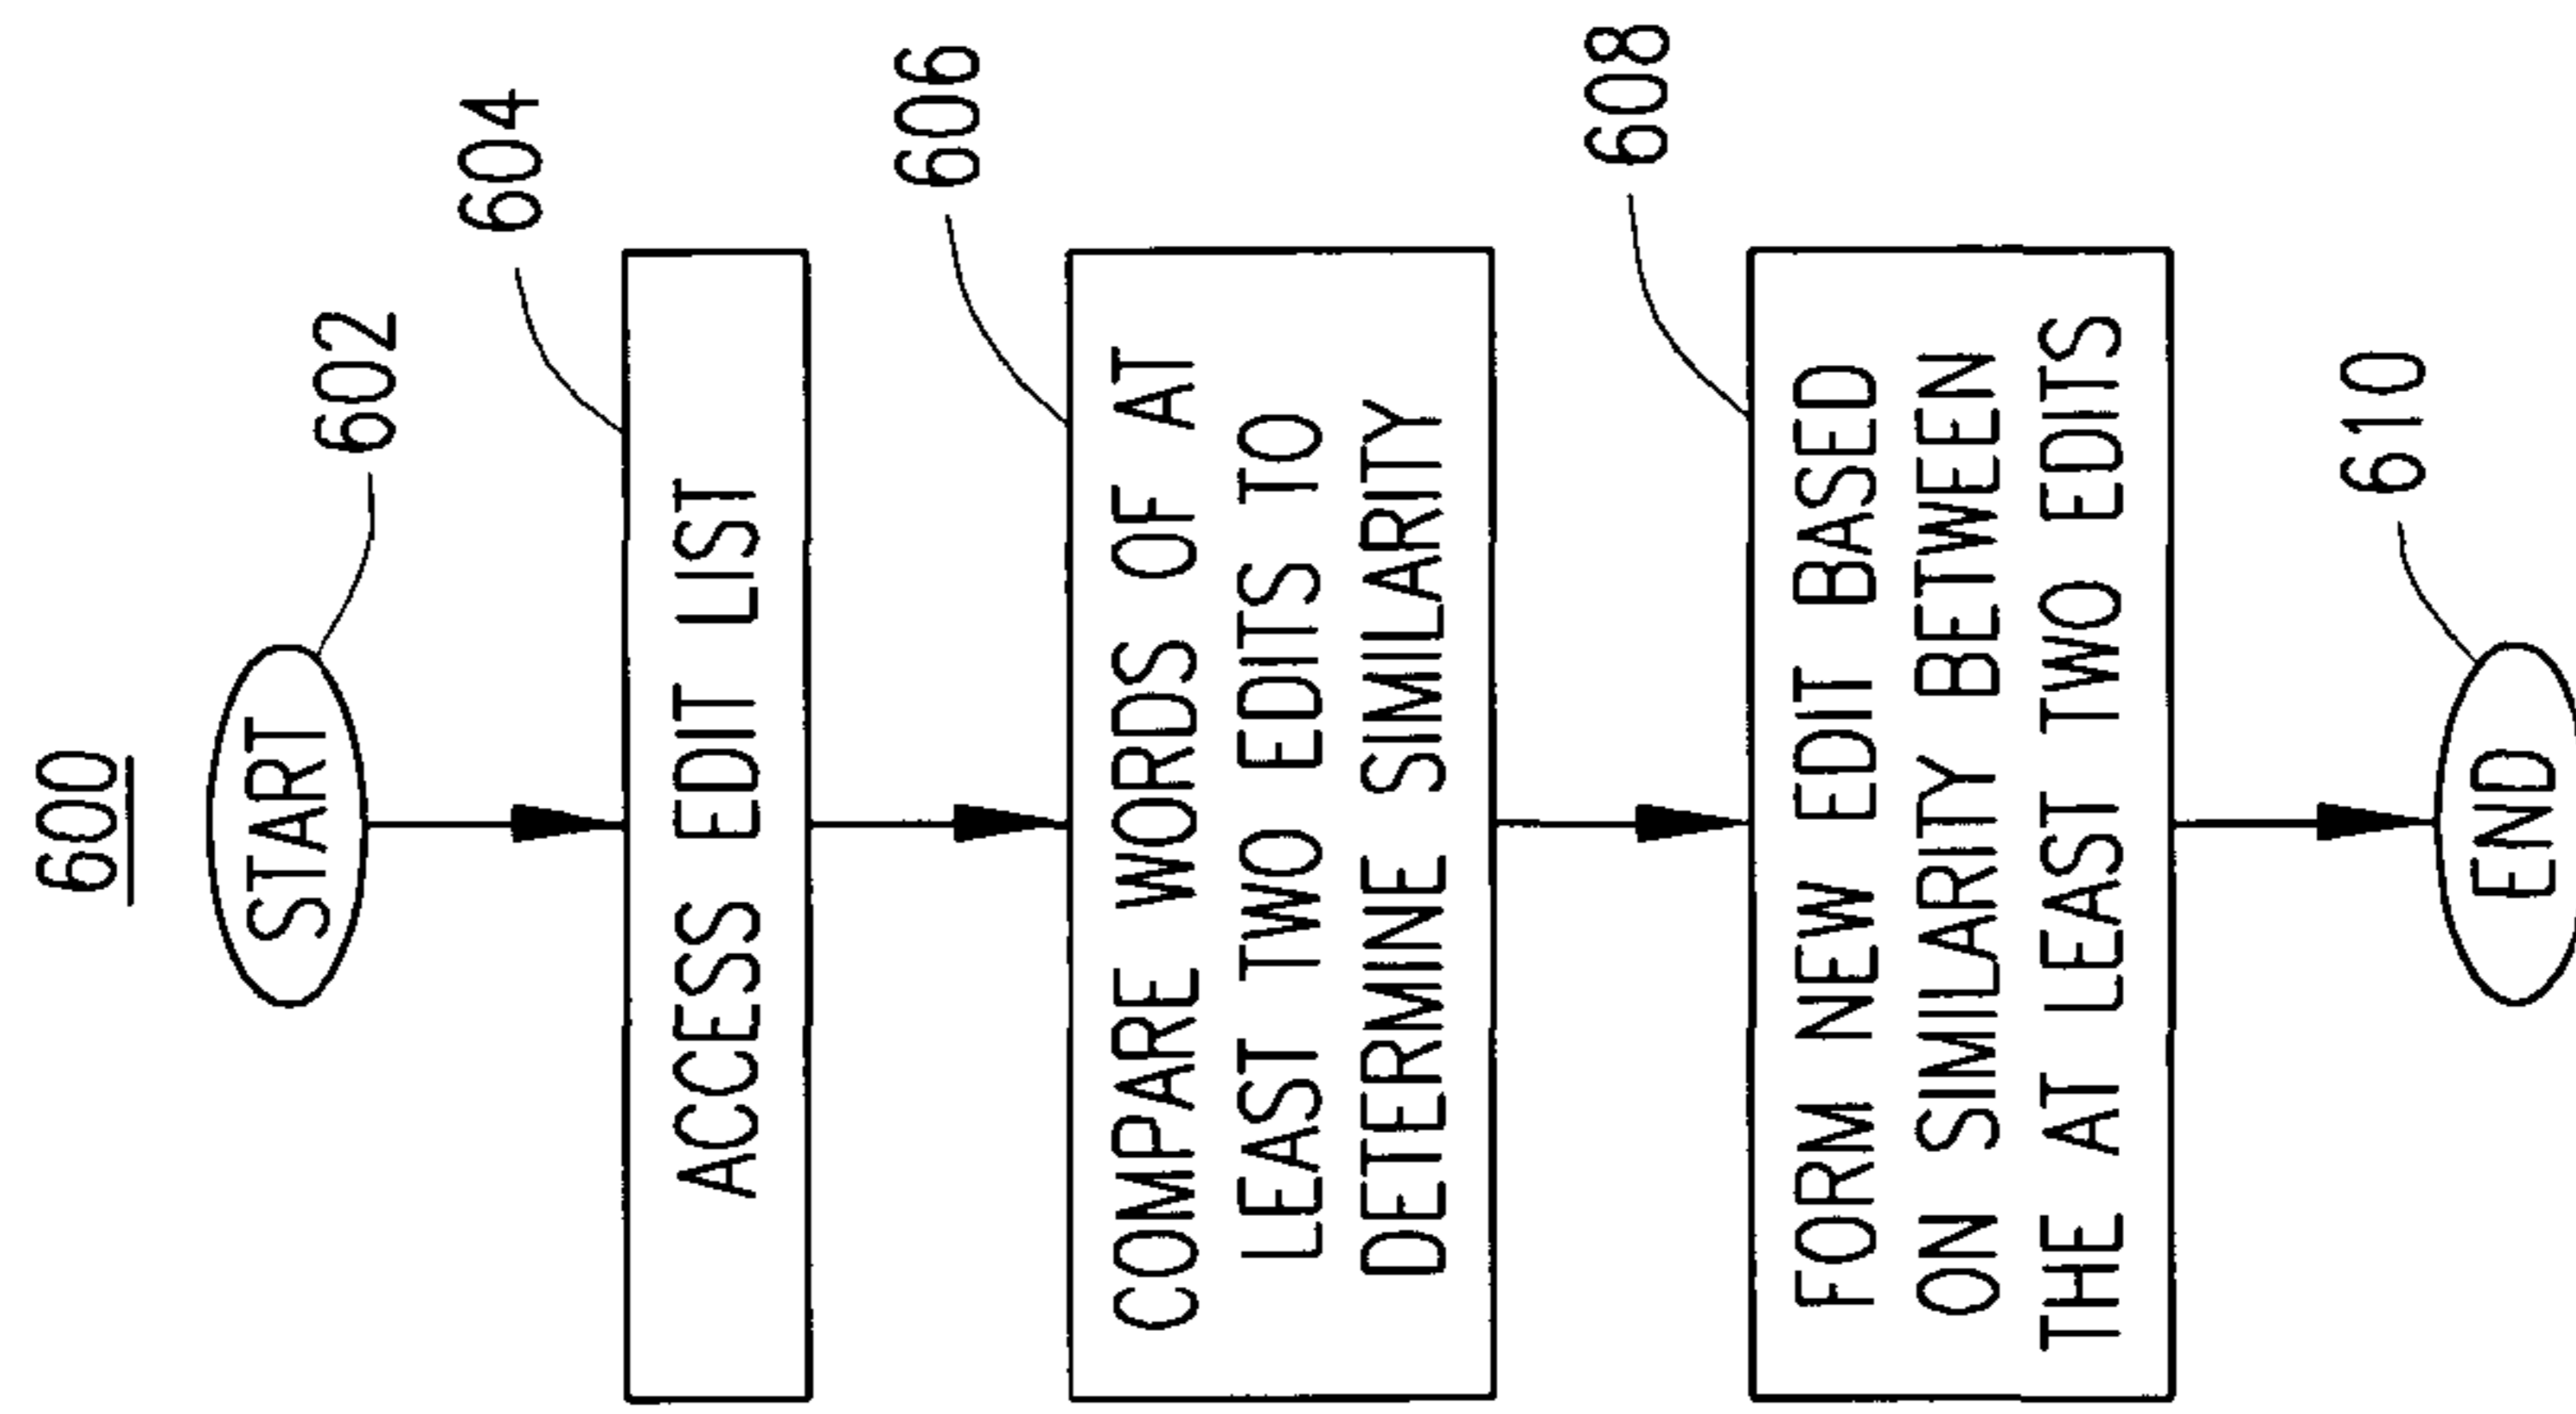 600
START
602
604
ACCESS EDIT LIST
606
COMPARE WORDS OF AT
LEAST TWO EDITS TO
DETERMINE SIMILARITY
608
FORM NEW EDIT BASED
ON SIMILARITY BETWEEN
THE AT LEAST TWO EDITS
610
END